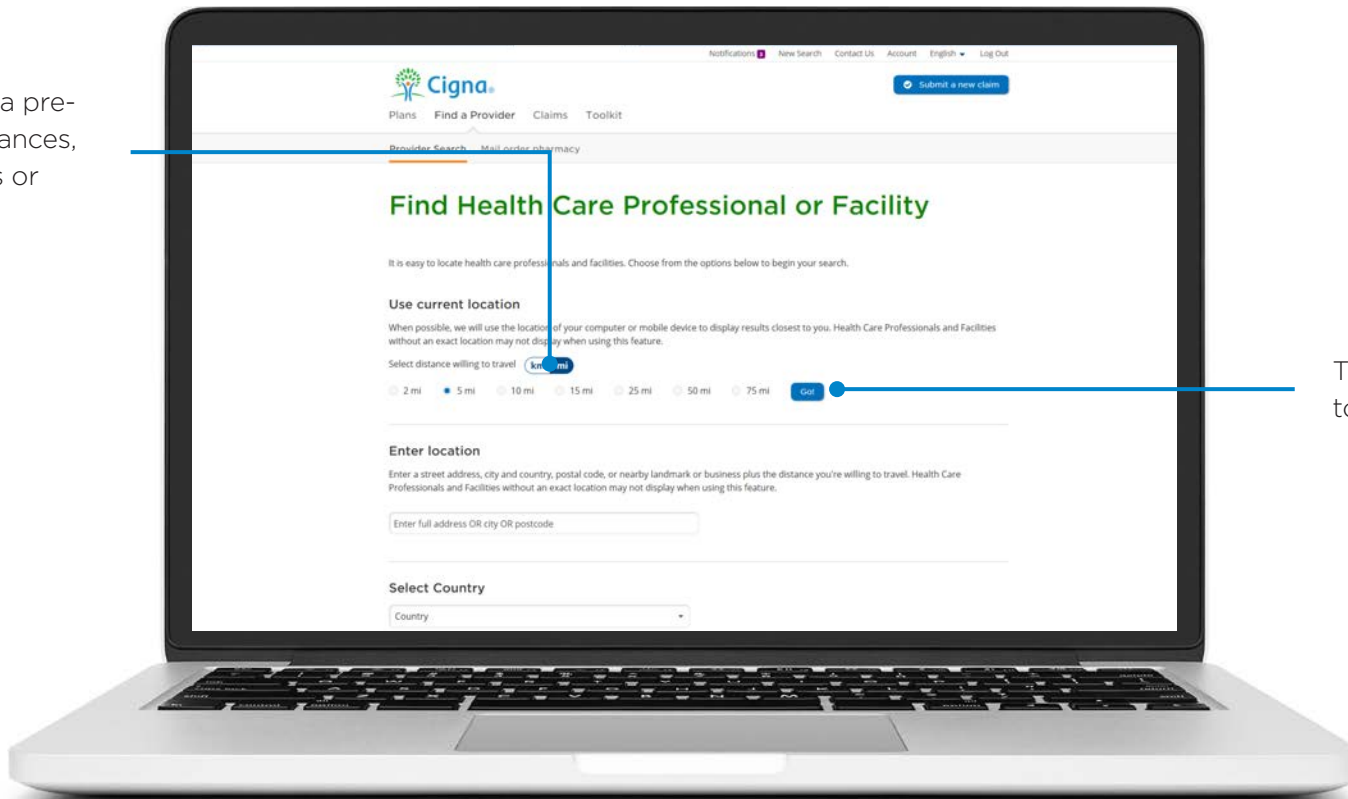 a pre-
ances,
s or
Notifications New Search Contact Us Account English Log Out
Cigna.
Submit a new claim
Plans Find a Provider Claims Toolkit
Provider Search Mail order pharmacy
Find Health Care Professional or Facility
It is easy to locate health care professionals and facilities. Choose from the options below to begin your search.
Use current location
When possible, we will use the location of your computer or mobile device to display results closest to you. Health Care Professionals and Facilities
without an exact location may not display when using this feature.
Select distance willing to travel km mi
2 mi 5 mi 10 mi 15 mi 25 mi 50 mi 75 mi Go!
T
to
Enter location
Enter a street address, city and country, postal code, or nearby landmark or business plus the distance you're willing to travel. Health Care
Professionals and Facilities without an exact location may not display when using this feature.
Enter full address OR city OR postcode
Select Country
Country